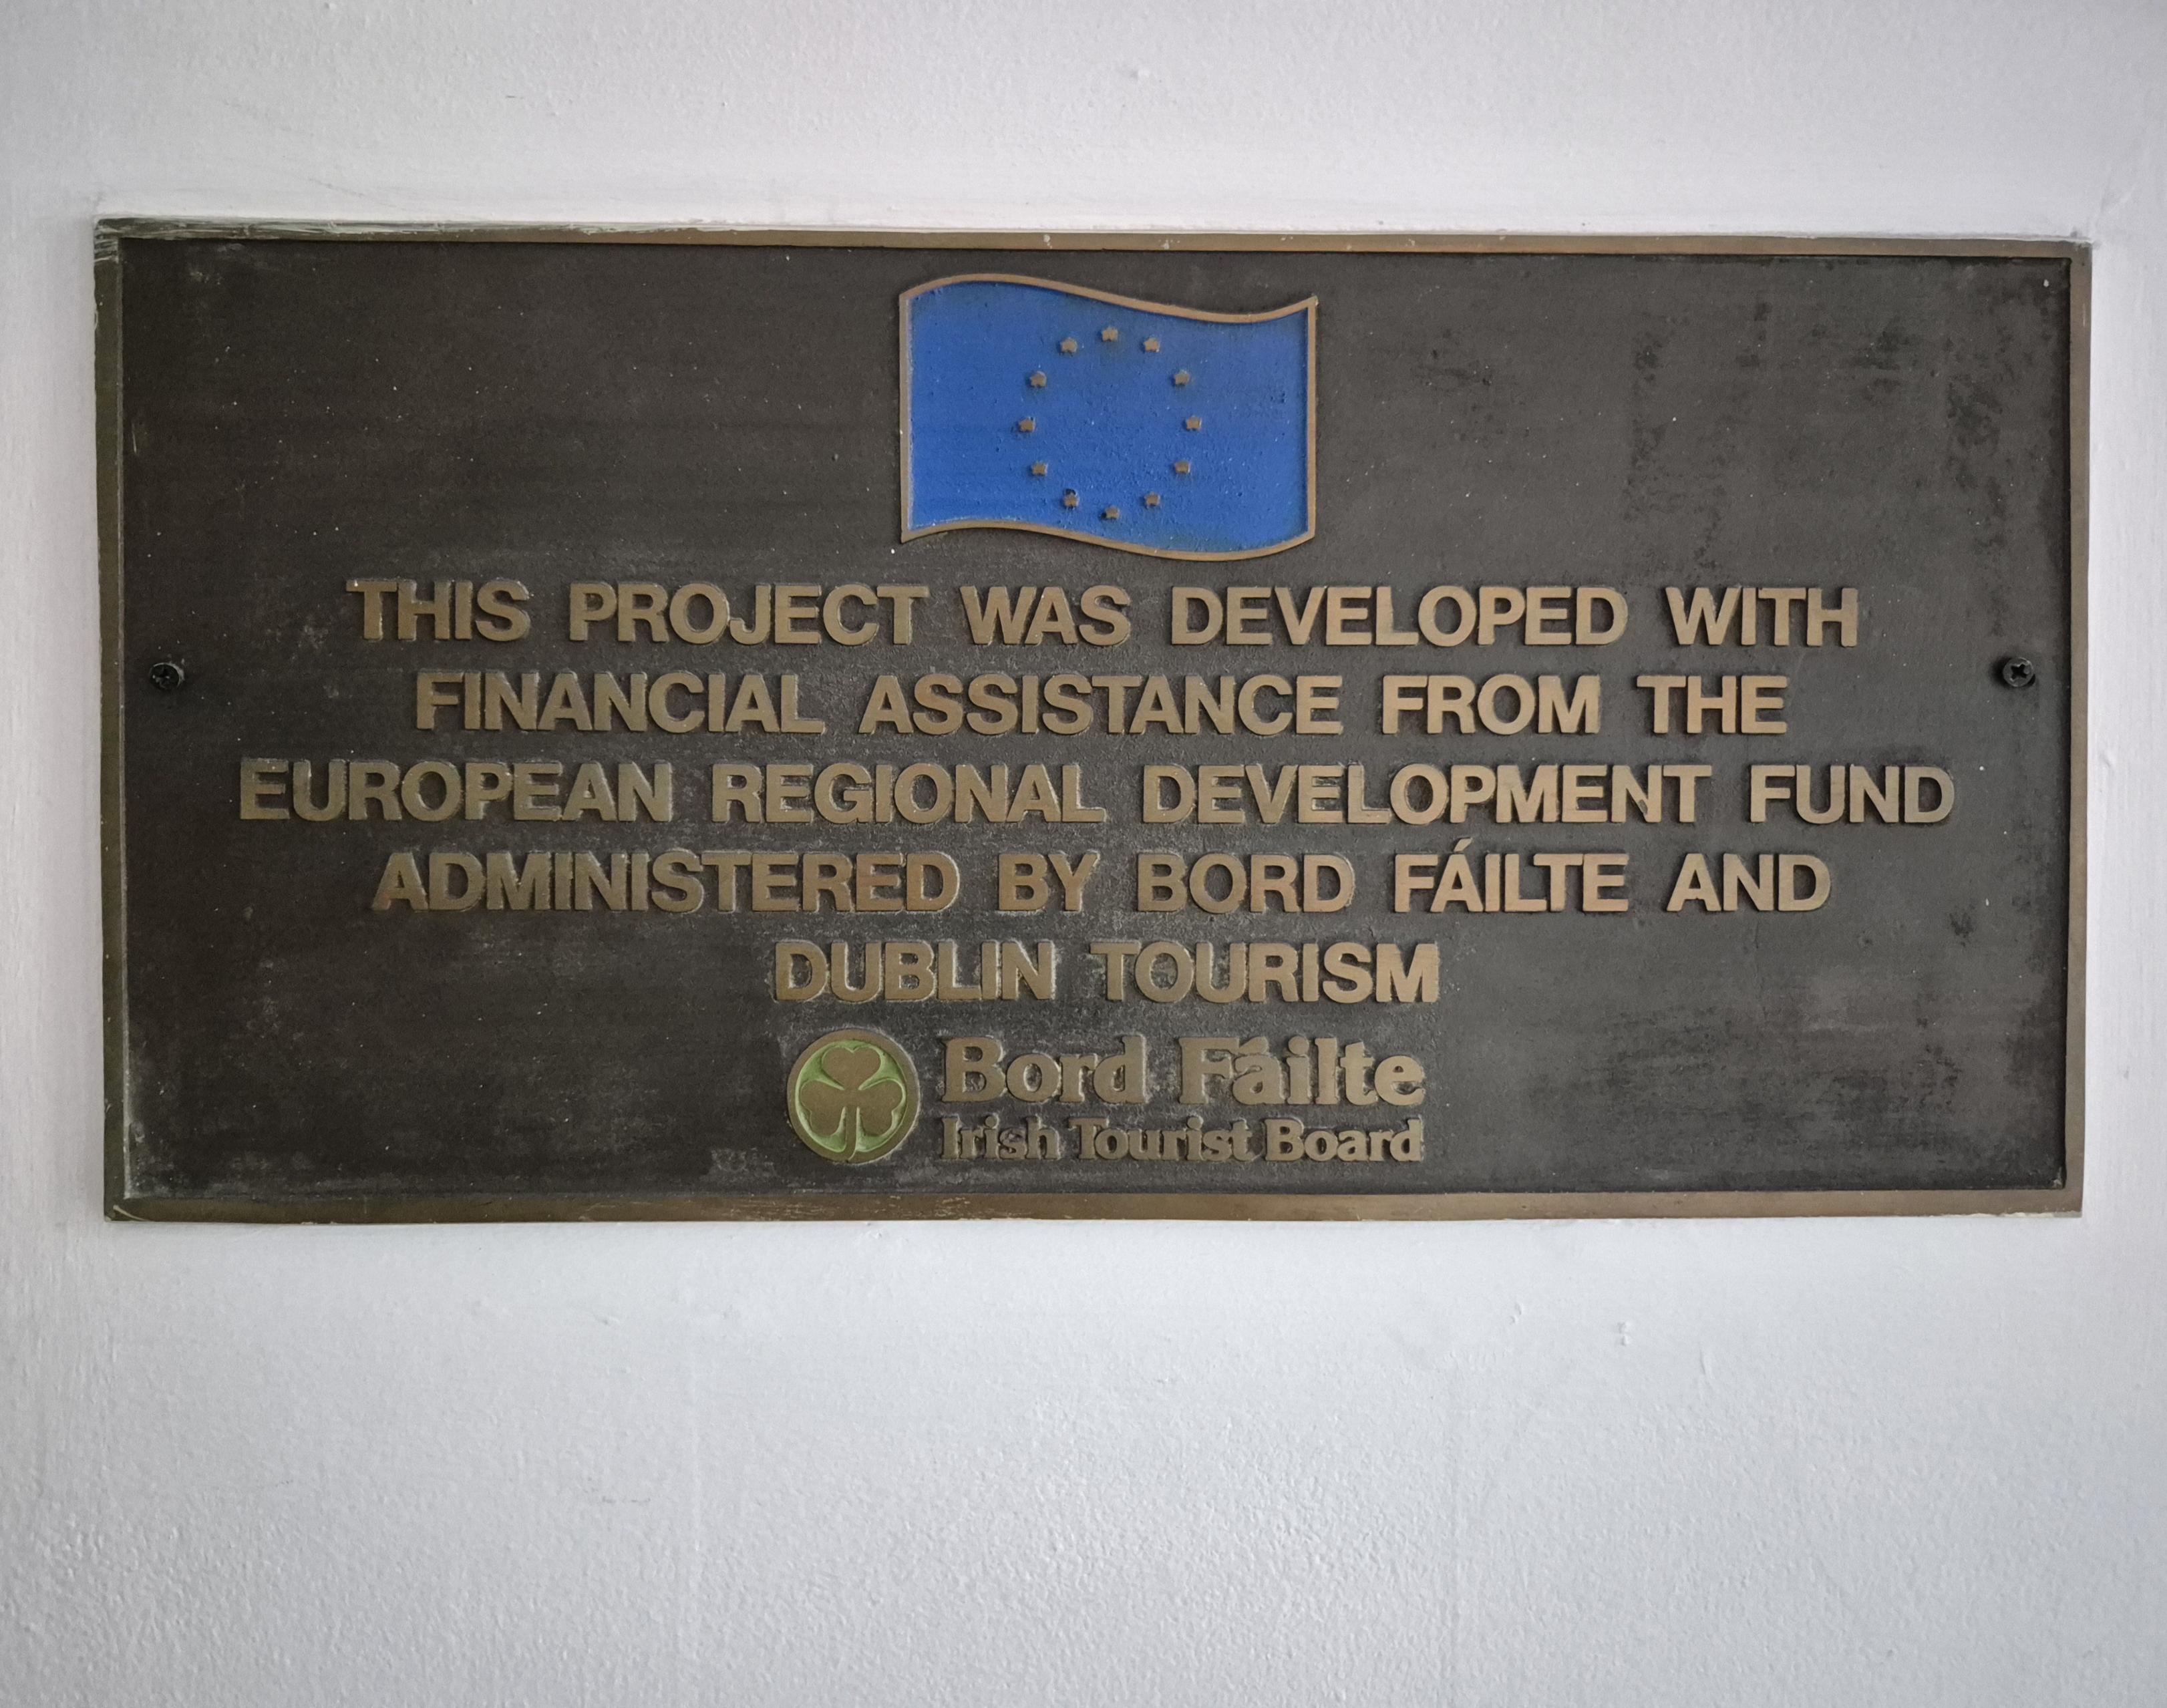 THIS PROJECT WAS DEVELOPED WITH
FINANCIAL ASSISTANCE FROM THE
EUROPEAN REGIONAL DEVELOPMENT FUND
ADMINISTERED BY BORD FÁILTE AND
DUBLIN TOURISM
Bord Fáilte
Irish Tourist Board